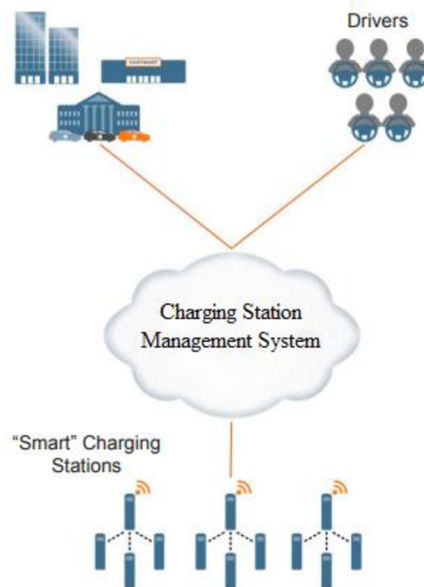 Drivers
Charging Station
Management System
“Smart” Charging
Stations